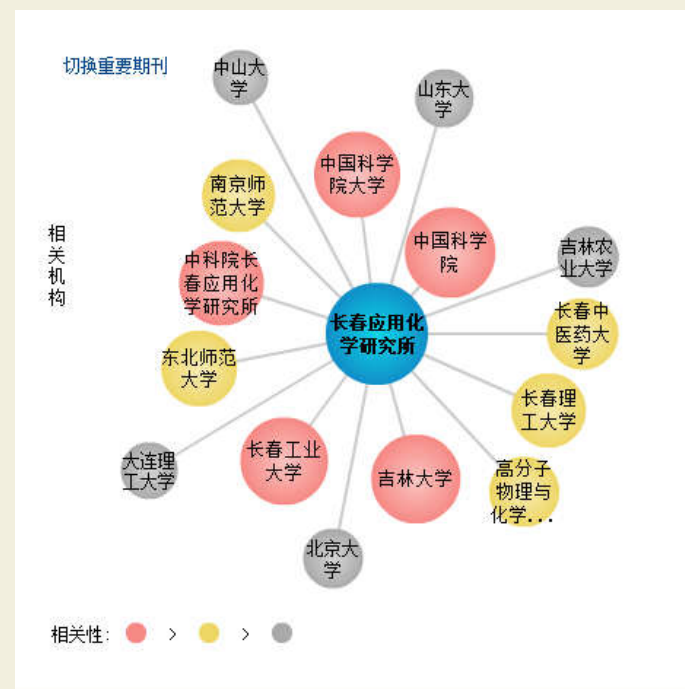 切换重要期刊
中山大
学
山东大
学
中国科学
院大学
南京师
范大学
中国科学
院
相
关
机
构
吉林农
业大学
中科院长
春应用化
学研究所
长春应用化
学研究所
长春中
医药大
学
东北师范
大学
长春理
工大学
长春工业
大学
大连理
工大学
吉林大学
高分子
物理与
化学...
北京大
学
相关性: > >